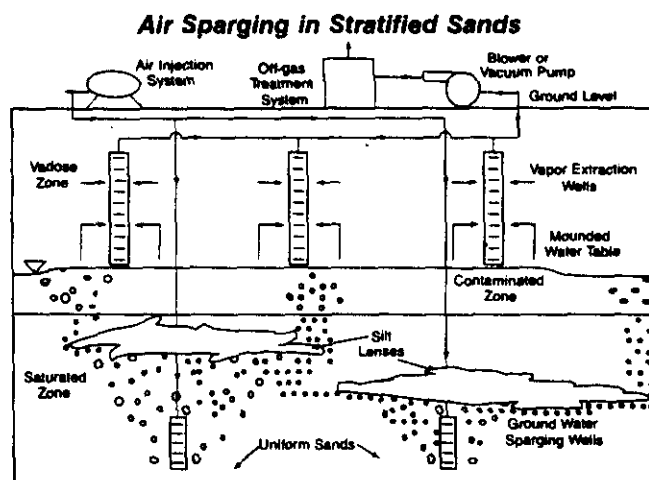 Air Sparging in Stratified Sands
Air Injection
System
Off-gas
Treatment
System
Blower or
Vacuum Pump
Ground Level
Vadose
Zone
Vapor Extraction
Wells
Mounded
Water Table
Contaminated
Zone
Silt
Lenses
Saturated
Zone
Ground Water
Sparging Wells
Uniform Sands